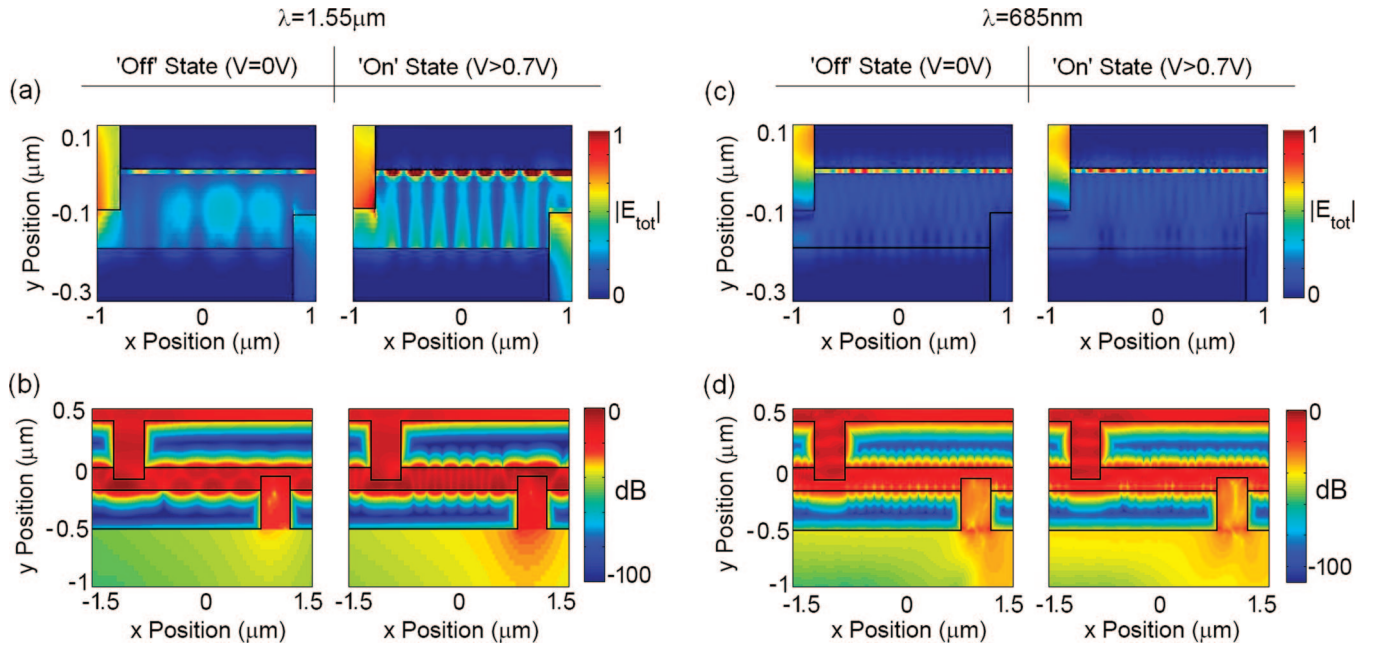 λ=1.55μm
λ=685nm
'Off' State (V=0V) 'On' State (V>0.7V)
'Off' State (V=0V) 'On' State (V>0.7V)
(a)
0.1
-0.1
-0.3
y Position (μm)
-1 0 1
-1 0 1
x Position (μm) x Position (μm)
1
|E_tot|
0
(c)
0.1
-0.1
-0.3
y Position (μm)
-1 0 1
-1 0 1
x Position (μm) x Position (μm)
1
|E_tot|
0
(b)
0.5
0
-0.5
-1
y Position (μm)
-1.5 0 1.5
-1.5 0 1.5
x Position (μm) x Position (μm)
0
dB
-100
(d)
0.5
0
-0.5
-1
y Position (μm)
-1.5 0 1.5
-1.5 0 1.5
x Position (μm) x Position (μm)
0
dB
-100